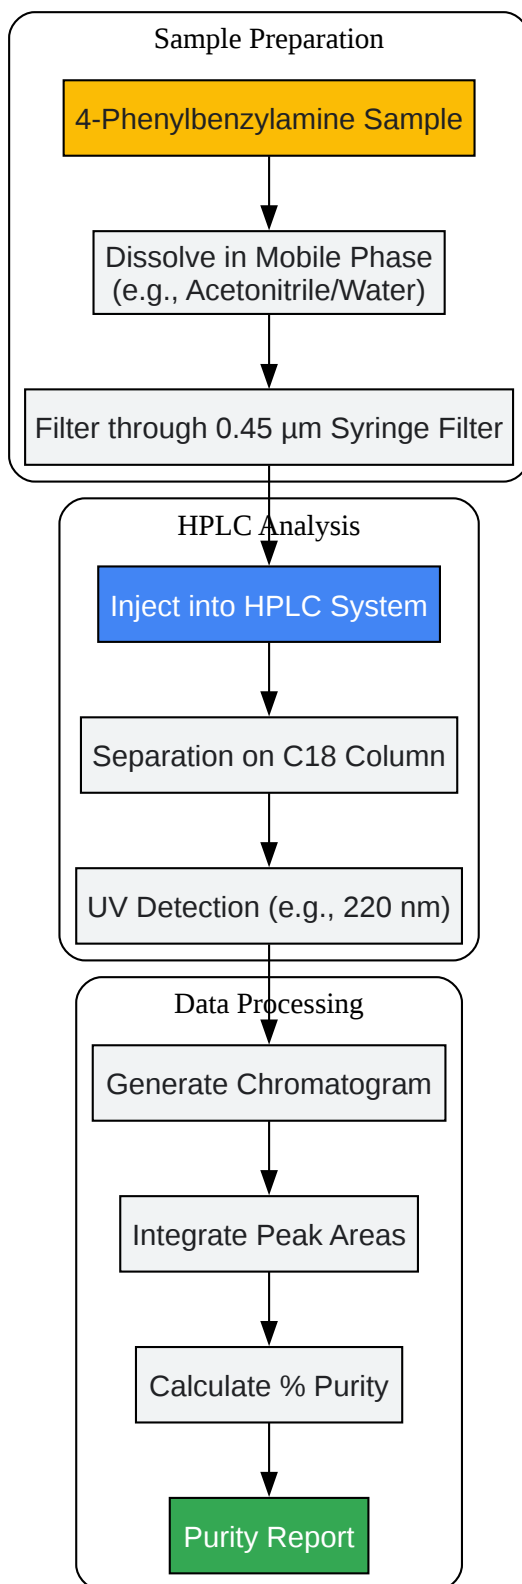 Sample Preparation
4-Phenylbenzylamine Sample
Dissolve in Mobile Phase
(e.g., Acetonitrile/Water)
Filter through 0.45 µm Syringe Filter
HPLC Analysis
Inject into HPLC System
Separation on C18 Column
UV Detection (e.g., 220 nm)
Data Processing
Generate Chromatogram
Integrate Peak Areas
Calculate % Purity
Purity Report